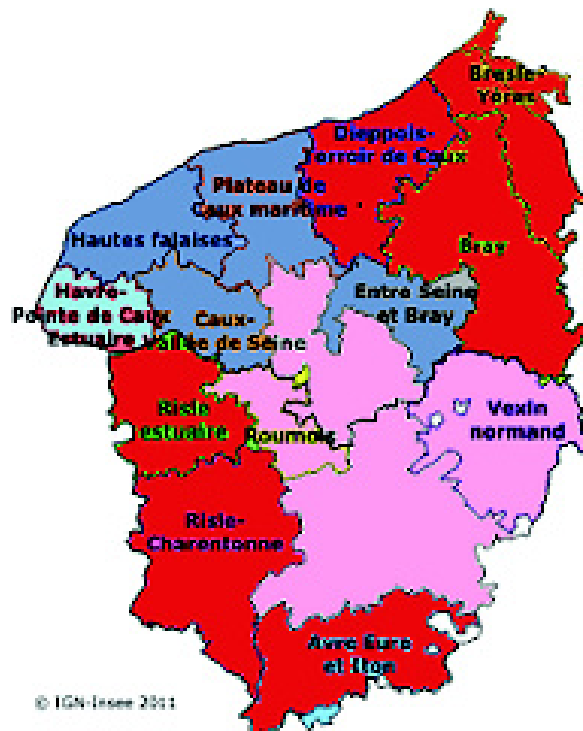 Bresle-
Yeres
Dieppois-
Terroir de Caux
Plateau de
Caux maritime
Bray
Hautes falaises
Havre-
Pointe de Caux
Estuaire
Entre Seine
et Bray
Caux-
Vallée de Seine
Risle
estuaire
Roumois
Vexin
normand
Risle-
Charentonne
Avre Eure
et Iton
© IGN-Insee 2011